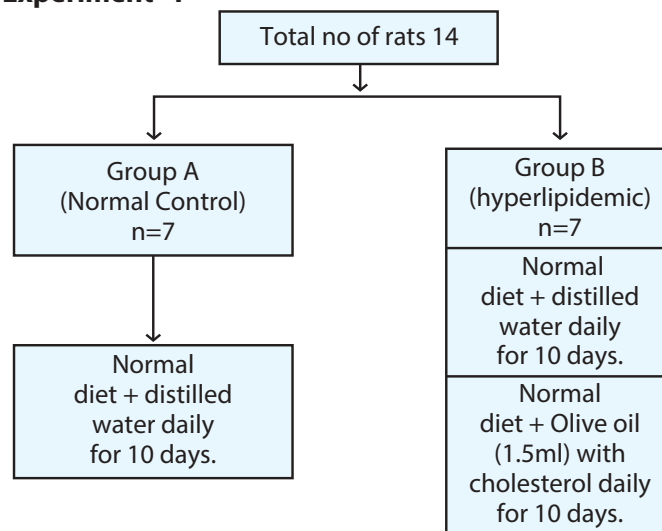 Total no of rats 14
Group A
(Normal Control)
n=7
Normal
diet + distilled
water daily
for 10 days.
Group B
(hyperlipidemic)
n=7
Normal
diet + distilled
water daily
for 10 days.
Normal
diet + Olive oil
(1.5ml) with
cholesterol daily
for 10 days.